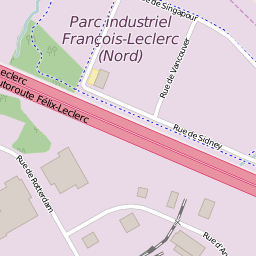 Rue de Singapour
Parc industriel
François-Leclerc
(Nord)
Rue de Vancouver
Leclerc
Autoroute Félix-Leclerc
Rue de Sidney
Rue de Rotterdam
Rue d'An